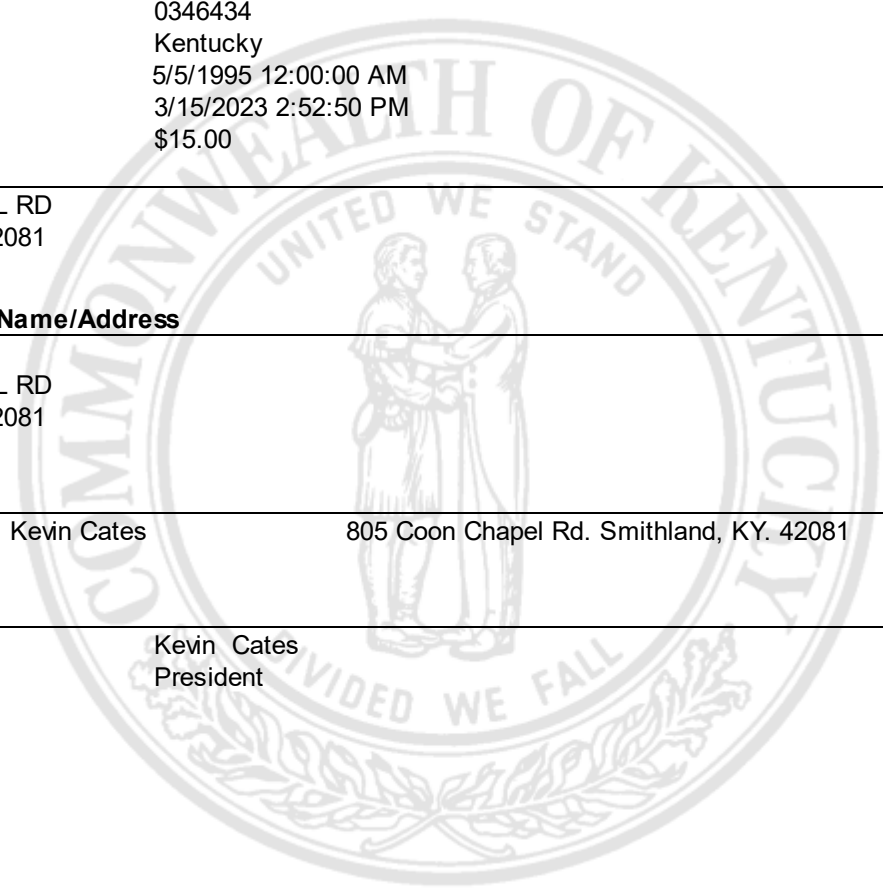 0346434
Kentucky
5/5/1995 12:00:00 AM
3/15/2023 2:52:50 PM
$15.00
COMMONWEALTH OF KENTUCKY
UNITED WE STAND
L RD
2081
Name/Address
L RD
2081
Kevin Cates 805 Coon Chapel Rd. Smithland, KY. 42081
Kevin Cates
President
DIVIDED WE FALL